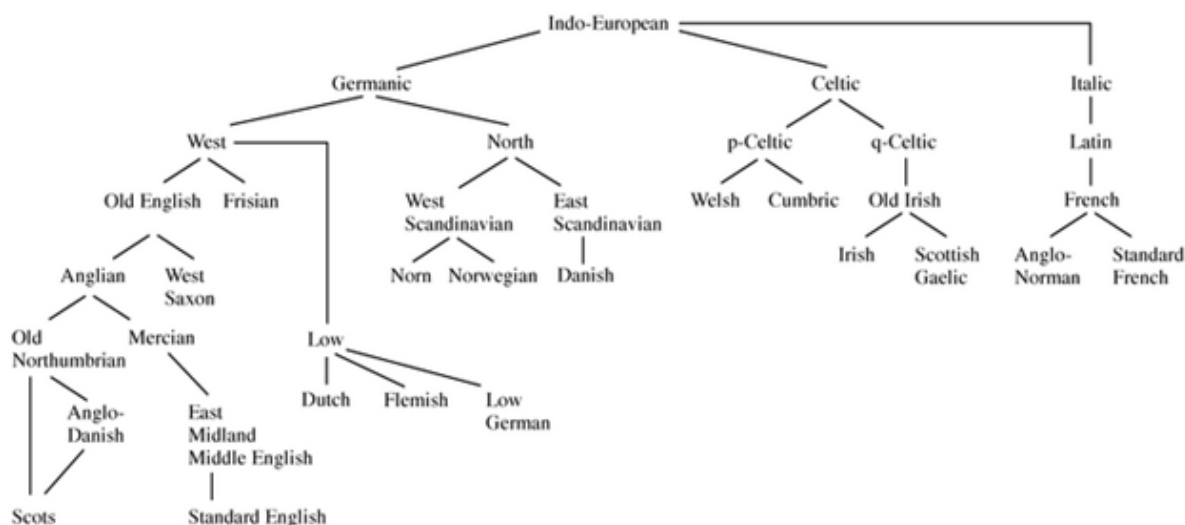 Indo-European
Germanic
Celtic
Italic
West
North
p-Celtic
q-Celtic
Latin
Old English
Frisian
West
Scandinavian
East
Scandinavian
Welsh
Cumbric
Old Irish
French
Anglian
West
Saxon
Norn
Norwegian
Danish
Irish
Scottish
Gaelic
Anglo-
Norman
Standard
French
Old
Northumbrian
Mercian
Low
Anglo-
Danish
East
Midland
Middle English
Dutch
Flemish
Low
German
Scots
Standard English